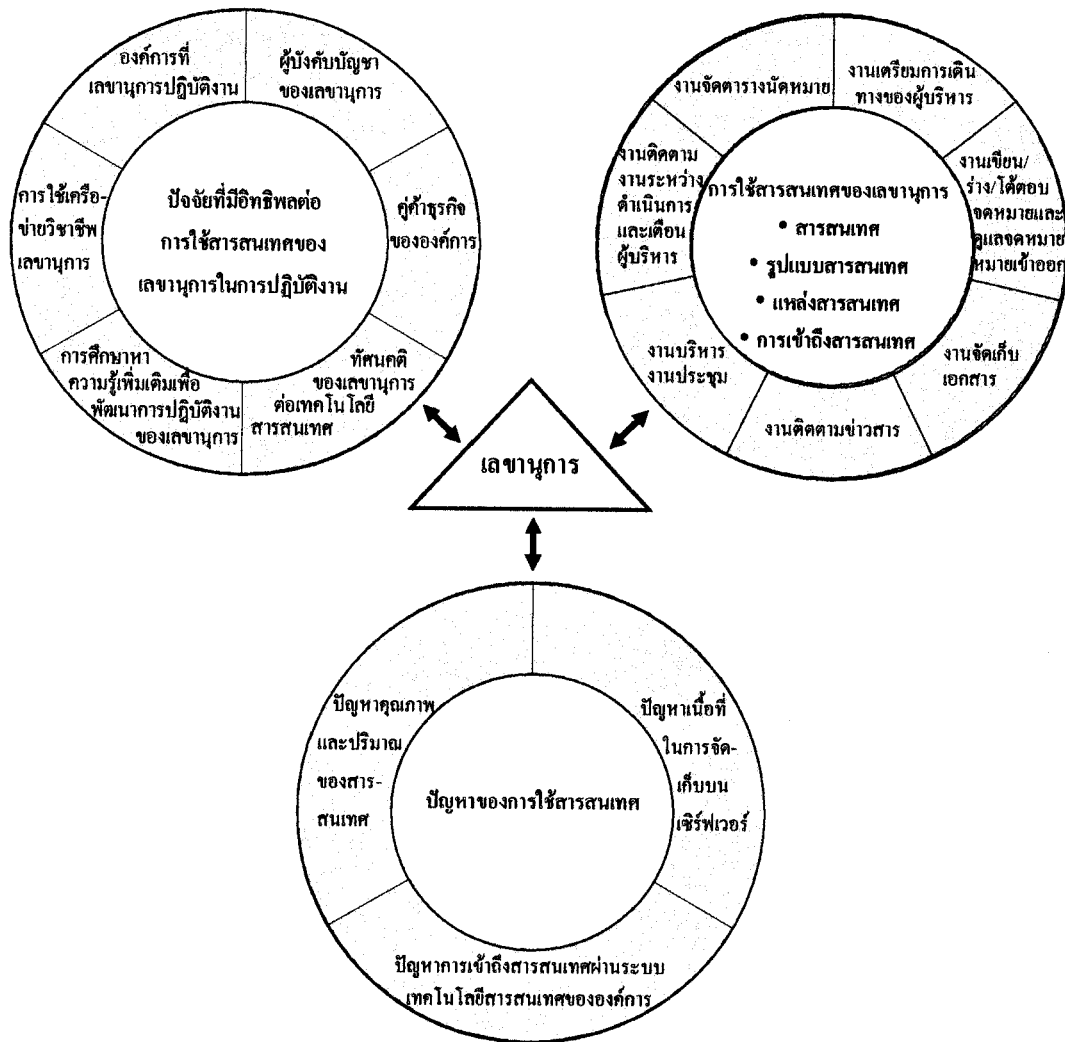 องค์การที่
เลขานุการปฏิบัติงาน
ผู้บังคับบัญชา
ของเลขานุการ
การใช้เครือ-
ข่ายวิชาชีพ
เลขานุการ
ปัจจัยที่มีอิทธิพลต่อ
การใช้สารสนเทศของ
เลขานุการในการปฏิบัติงาน
คู่ค้าธุรกิจ
ขององค์การ
การศึกษาหา
ความรู้เพิ่มเติมเพื่อ
พัฒนาการปฏิบัติงาน
ของเลขานุการ
ทัศนคติ
ของเลขานุการ
ต่อเทคโนโลยี
สารสนเทศ
งานจัดตารางนัดหมาย
งานเตรียมการเดิน
ทางของผู้บริหาร
งานติดตาม
งานระหว่าง
ดำเนินการ
และเตือน
ผู้บริหาร
การใช้สารสนเทศของเลขานุการ
• สารสนเทศ
• รูปแบบสารสนเทศ
• แหล่งสารสนเทศ
• การเข้าถึงสารสนเทศ
งานเขียน/
ร่าง/โต้ตอบ
จดหมายและ
ดูแลจดหมาย
หมายเข้าออก
งานบริหาร
งานประชุม
งานติดตามข่าวสาร
งานจัดเก็บ
เอกสาร
เลขานุการ
ปัญหาคุณภาพ
และปริมาณ
ของสาร-
สนเทศ
ปัญหาของการใช้สารสนเทศ
ปัญหาเนื้อที่
ในการจัด-
เก็บบน
เซิร์ฟเวอร์
ปัญหาการเข้าถึงสารสนเทศผ่านระบบ
เทคโนโลยีสารสนเทศขององค์การ